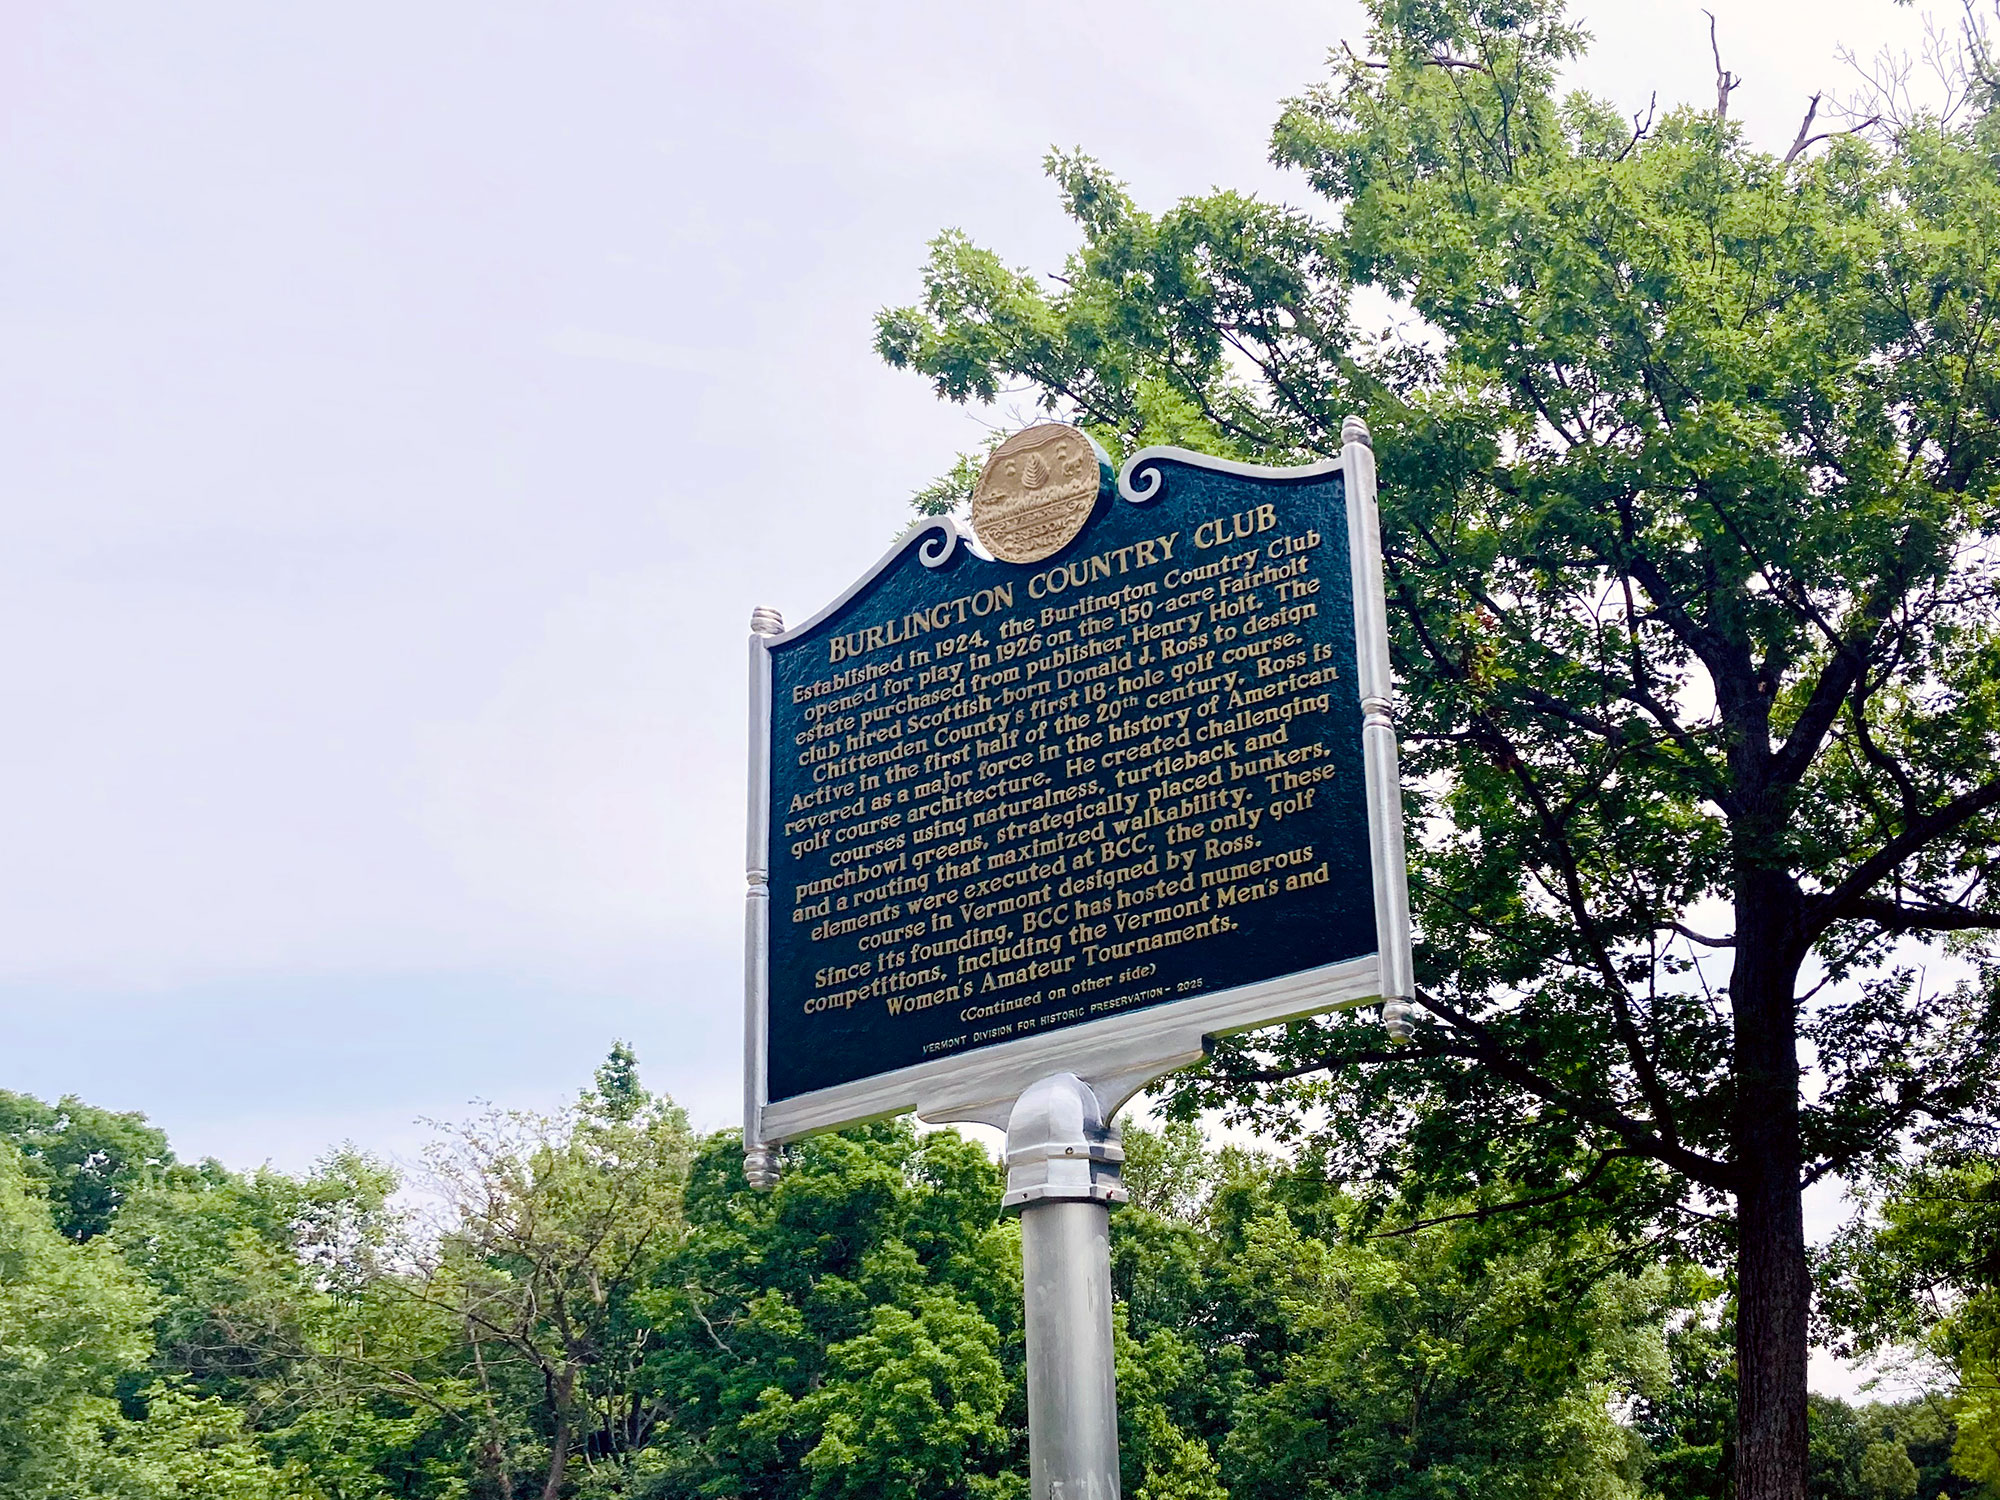 FREEDOM
BURLINGTON COUNTRY CLUB
Established in 1924, the Burlington Country Club
opened for play in 1926 on the 150-acre Fairholt
estate purchased from publisher Henry Holt. The
club hired Scottish-born Donald J. Ross to design
Chittenden County's first 18-hole golf course.
Active in the first half of the 20th century, Ross is
revered as a major force in the history of American
golf course architecture. He created challenging
courses using naturalness, turtleback and
punchbowl greens, strategically placed bunkers,
and a routing that maximized walkability. These
elements were executed at BCC, the only golf
course in Vermont designed by Ross.
Since its founding, BCC has hosted numerous
competitions, including the Vermont Men's and
Women's Amateur Tournaments.
(Continued on other side)
VERMONT DIVISION FOR HISTORIC PRESERVATION - 2025